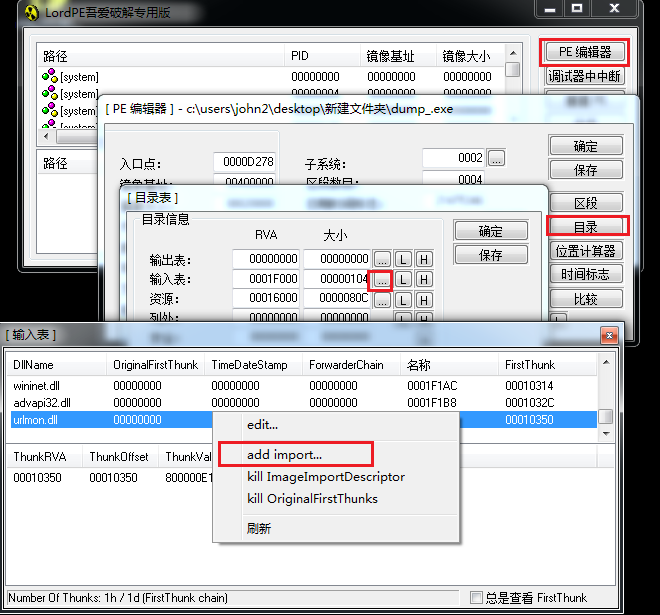 LordPE吾爱破解专用版
路径 PID 镜像基址 镜像大小
[system] 00000000 00000000 00000000
[system] 00000004 00000000 00000000
[system]
[system]
路径
PE 编辑器
调试器中中断
[ PE 编辑器 ] - c:\users\john2\desktop\新建文件夹\dump_.exe
入口点: 0000D278 子系统: 0002 ...
镜像基址: 00400000 区段数目: 0004
确定
保存
区段
目录
位置计算器
时间标志
比较
L
[ 目录表 ]
目录信息
RVA 大小
输出表: 00000000 00000000 ... L H
输入表: 0001F000 00000104 ... L H
资源: 00016000 0000080C ... L H
例外: 00000000 00000000 ... L H
确定
保存
[ 输入表 ]
DllName OriginalFirstThunk TimeDateStamp ForwarderChain 名称 FirstThunk
wininet.dll 00000000 00000000 00000000 0001F1AC 00010314
advapi32.dll 00000000 00000000 00000000 0001F1B8 0001032C
urlmon.dll 00000000 00010350
ThunkRVA ThunkOffset ThunkVal
00010350 00010350 800000E1
edit...
add import...
kill ImageImportDescriptor
kill OriginalFirstThunks
刷新
Number Of Thunks: 1h / 1d (FirstThunk chain)
总是查看 FirstThunk